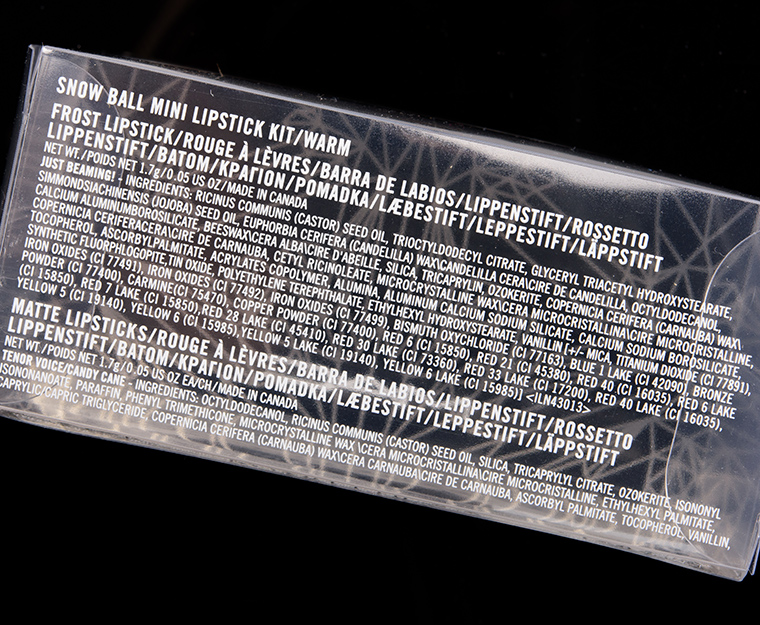 SNOW BALL MINI LIPSTICK KIT/WARM
FROST LIPSTICK/ROUGE À LÈVRES/BARRA DE LABIOS/LIPPENSTIFT/ROSSETTO
LIPPENSTIFT/BATOM/ΚΡΑΓΙΟΝ/POMADKA/LÆBESTIFT/LEPPESTIFT/LÄPPSTIFT
NET WT./POIDS NET 1.7g/0.05 US OZ/MADE IN CANADA
JUST BEAMING! - INGREDIENTS: RICINUS COMMUNIS (CASTOR) SEED OIL, TRIOCTYLDODECYL CITRATE, GLYCERYL TRIACETYL HYDROXYSTEARATE,
SIMMONDSIACHINENSIS (JOJOBA) SEED OIL, EUPHORBIA CERIFERA (CANDELILLA) WAX\CANDELILLA CERA\CIRE DE CANDELILLA, OCTYLDODECANOL,
CALCIUM ALUMINUMBOROSILICATE, BEESWAX\CERA ALBA\CIRE D'ABEILLE, SILICA, TRICAPRYLIN, OZOKERITE, COPERNICIA CERIFERA (CARNAUBA) WAX\
COPERNICIA CERIFERACERA\CIRE DE CARNAUBA, CETYL RICINOLEATE, MICROCRYSTALLINE WAX\CERA MICROCRISTALLINA\CIRE MICROCRISTALLINE,
TOCOPHEROL, ASCORBYLPALMITATE, ACRYLATES COPOLYMER, ALUMINA, ALUMINUM CALCIUM SODIUM SILICATE, CALCIUM SODIUM BOROSILICATE,
SYNTHETIC FLUORPHLOGOPITE,TIN OXIDE, POLYETHYLENE TEREPHTHALATE, ETHYLHEXYL HYDROXYSTEARATE, VANILLIN [+/- MICA, TITANIUM DIOXIDE (CI 77891),
IRON OXIDES (CI 77491), IRON OXIDES (CI 77492), IRON OXIDES (CI 77499), BISMUTH OXYCHLORIDE (CI 77163), BLUE 1 LAKE (CI 42090), BRONZE
POWDER (CI 77400), CARMINE(CI 75470), COPPER POWDER (CI 77400), RED 6 (CI 15850), RED 21 (CI 45380), RED 40 (CI 16035), RED 6 LAKE
(CI 15850), RED 7 LAKE (CI 15850),RED 28 LAKE (CI 45410), RED 30 LAKE (CI 73360), RED 33 LAKE (CI 17200), RED 40 LAKE (CI 16035),
YELLOW 5 (CI 19140), YELLOW 6 (CI 15985),YELLOW 5 LAKE (CI 19140), YELLOW 6 LAKE (CI 15985)] <ILN43013>
MATTE LIPSTICKS/ROUGE À LÈVRES/BARRA DE LABIOS/LIPPENSTIFT/ROSSETTO
LIPPENSTIFT/BATOM/ΚΡΑΓΙΟΝ/POMADKA/LÆBESTIFT/LEPPESTIFT/LÄPPSTIFT
NET WT./POIDS NET 1.7g/0.05 US OZ EA/CH/MADE IN CANADA
TENOR VOICE/CANDY CANE - INGREDIENTS: OCTYLDODECANOL, RICINUS COMMUNIS (CASTOR) SEED OIL, SILICA, TRICAPRYLYL CITRATE, OZOKERITE, ISONONYL
ISONONANOATE, PARAFFIN, PHENYL TRIMETHICONE, MICROCRYSTALLINE WAX \CERA MICROCRISTALLINA\CIRE MICROCRISTALLINE, ETHYLHEXYL PALMITATE,
CAPRYLIC/CAPRIC TRIGLYCERIDE, COPERNICIA CERIFERA (CARNAUBA) WAX\CERA CARNAUBA\CIRE DE CARNAUBA, ASCORBYL PALMITATE, TOCOPHEROL, VANILLIN,